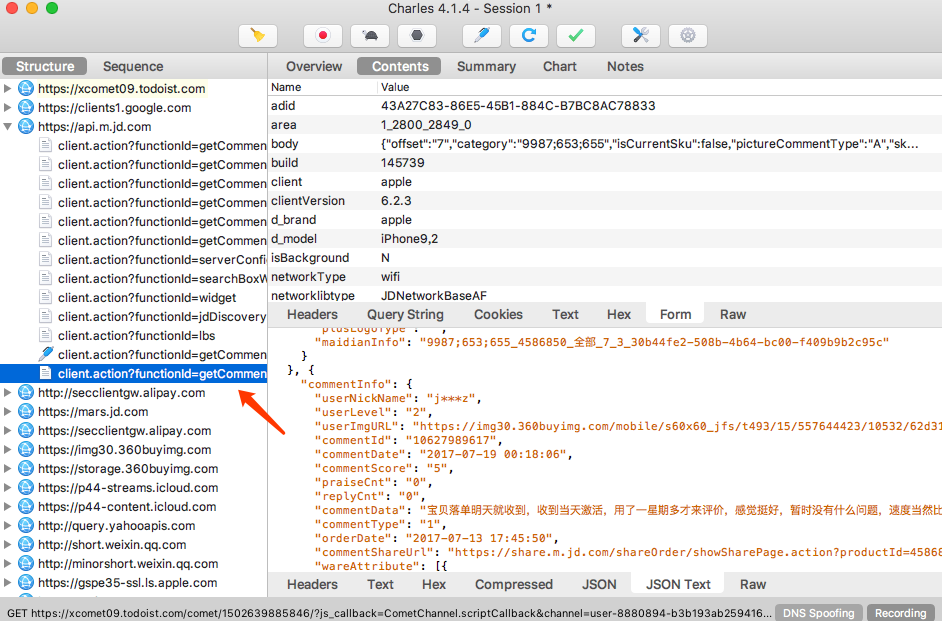 Charles 4.1.4 - Session 1 *
Structure Sequence
Overview Contents Summary Chart Notes
https://xcomet09.todoist.com
https://clients1.google.com
https://api.m.jd.com
client.action?functionId=getCommen
client.action?functionId=getCommen
client.action?functionId=getCommen
client.action?functionId=getCommen
client.action?functionId=getCommen
client.action?functionId=getCommen
client.action?functionId=serverConfi
client.action?functionId=searchBoxW
client.action?functionId=widget
client.action?functionId=jdDiscovery
client.action?functionId=lbs
client.action?functionId=getCommen
client.action?functionId=getCommen
http://secclientgw.alipay.com
https://mars.jd.com
https://secclientgw.alipay.com
https://img30.360buyimg.com
https://storage.360buyimg.com
https://p44-streams.icloud.com
https://p44-content.icloud.com
http://query.yahooapis.com
http://short.weixin.qq.com
http://minorshort.weixin.qq.com
https://gspe35-ssl.ls.apple.com
Name Value
adid 43A27C83-86E5-45B1-884C-B7BC8AC78833
area 1_2800_2849_0
body {"offset":"7","category":"9987;653;655","isCurrentSku":false,"pictureCommentType":"A","sk...
build 145739
client apple
clientVersion 6.2.3
d_brand apple
d_model iPhone9,2
isBackground N
networkType wifi
networklibtype JDNetworkBaseAF
Headers Query String Cookies Text Hex Form Raw
"plusLogoType": "",
"maidianInfo": "9987;653;655_4586850_全部_7_3_30b44fe2-508b-4b64-bc00-f409b9b2c95c"
}
}, {
"commentInfo": {
"userNickName": "j***z",
"userLevel": "2",
"userImgURL": "https://img30.360buyimg.com/mobile/s60x60_jfs/t493/15/557644423/10532/62d31
"commentId": "10627989617",
"commentDate": "2017-07-19 00:18:06",
"commentScore": "5",
"praiseCnt": "0",
"replyCnt": "0",
"commentData": "宝贝落单明天就收到，收到当天激活，用了一星期多才来评价，感觉挺好，暂时没有什么问题，速度当然比
"commentType": "1",
"orderDate": "2017-07-13 17:45:50",
"commentShareUrl": "https://share.m.jd.com/shareOrder/showSharePage.action?productId=45868
"wareAttribute": [{
Headers Text Hex Compressed JSON JSON Text Raw
GET https://xcomet09.todoist.com/comet/1502639885846/?js_callback=CometChannel.scriptCallback&channel=user-8880894-b3b193ab259416... DNS Spoofing Recording